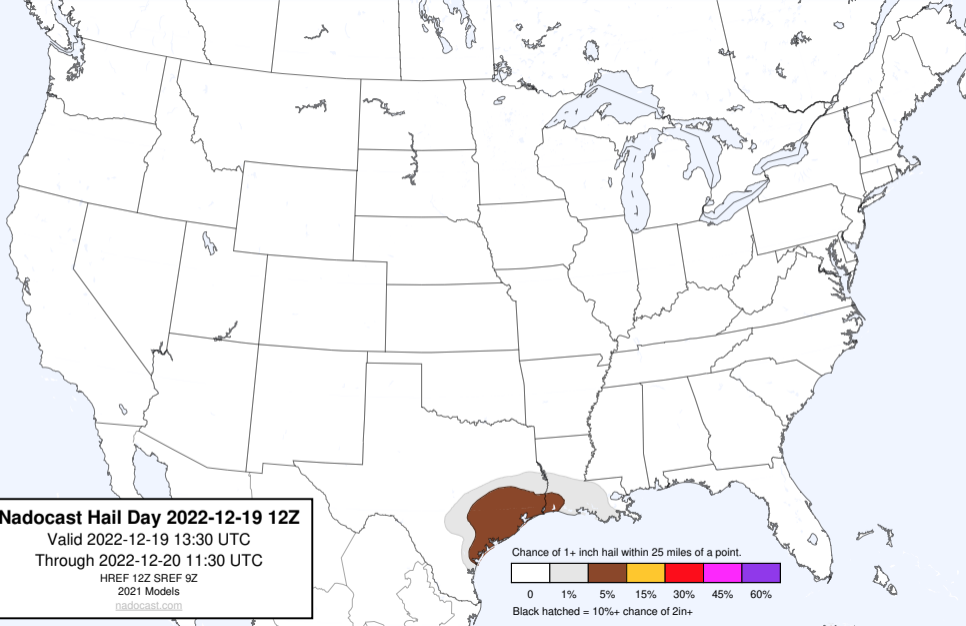 Nadocast Hail Day 2022-12-19 12Z
Valid 2022-12-19 13:30 UTC
Through 2022-12-20 11:30 UTC
HREF 12Z SREF 9Z
2021 Models
nadocast.com
Chance of 1+ inch hail within 25 miles of a point.
0 1% 5% 15% 30% 45% 60%
Black hatched = 10%+ chance of 2in+